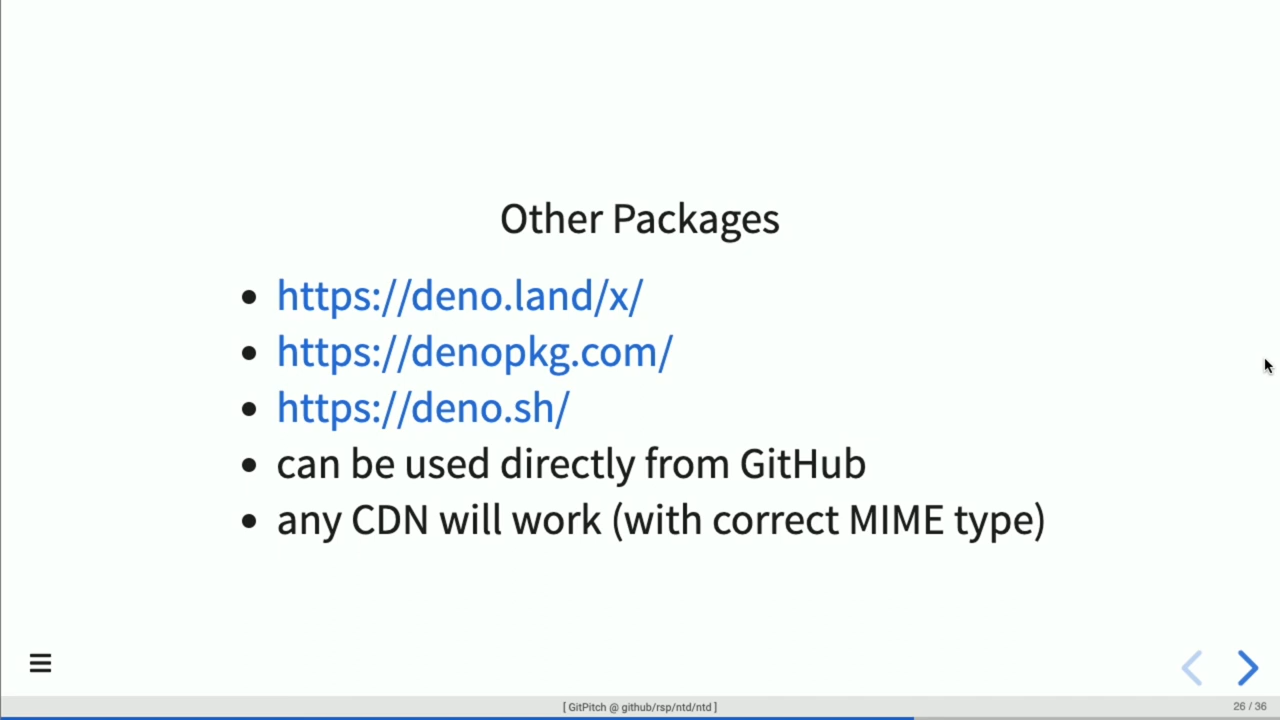 Other Packages
https://deno.land/x/
https://denopkg.com/
https://deno.sh/
can be used directly from GitHub
any CDN will work (with correct MIME type)
[ GitPitch @ github/rsp/ntd/ntd ]
26 / 36